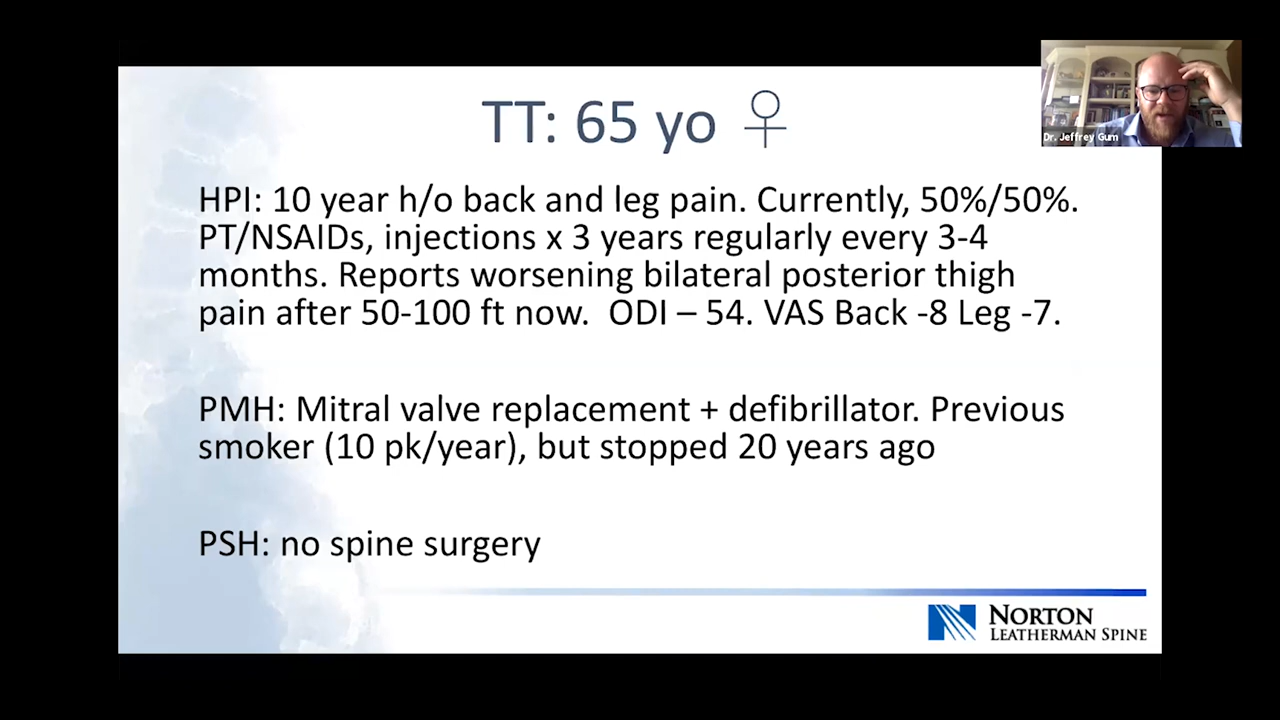 TT: 65 yo ♀
Dr. Jeffrey Gum
HPI: 10 year h/o back and leg pain. Currently, 50%/50%.
PT/NSAIDs, injections x 3 years regularly every 3-4
months. Reports worsening bilateral posterior thigh
pain after 50-100 ft now.  ODI – 54. VAS Back -8 Leg -7.
PMH: Mitral valve replacement + defibrillator. Previous
smoker (10 pk/year), but stopped 20 years ago
PSH: no spine surgery
NORTON
LEATHERMAN SPINE